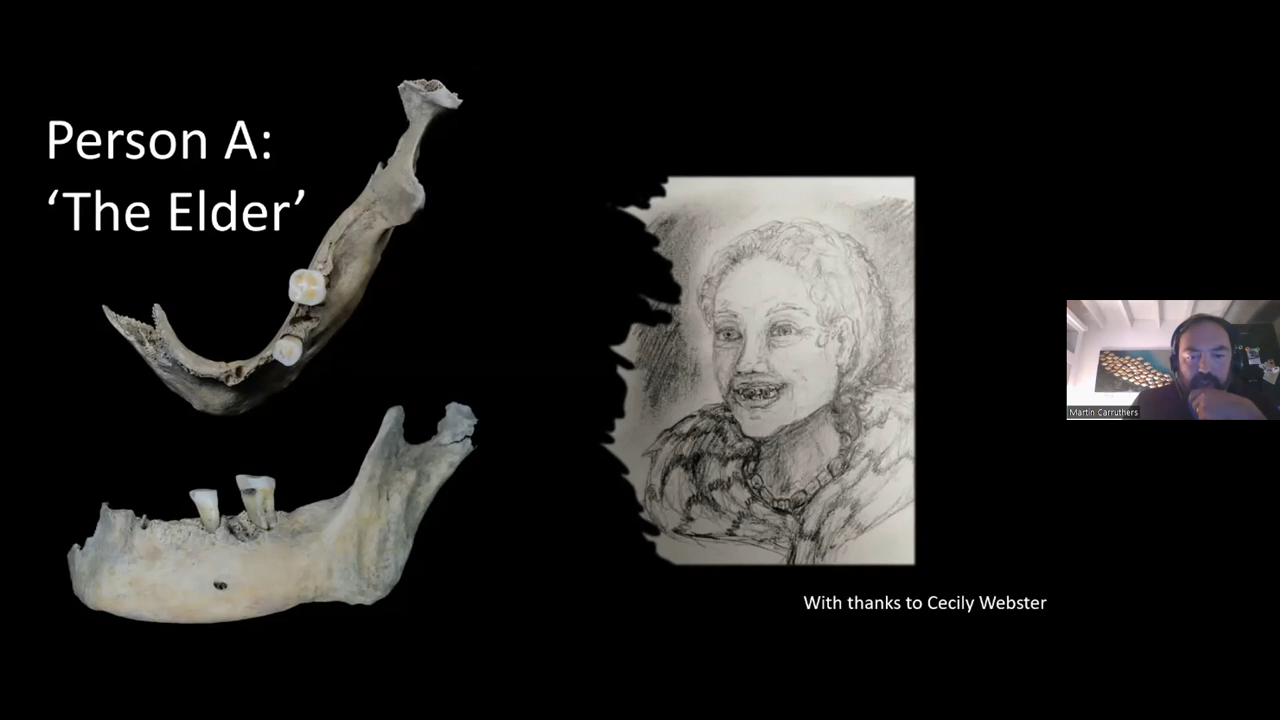 Person A:
‘The Elder’
With thanks to Cecily Webster
Martin Carruthers